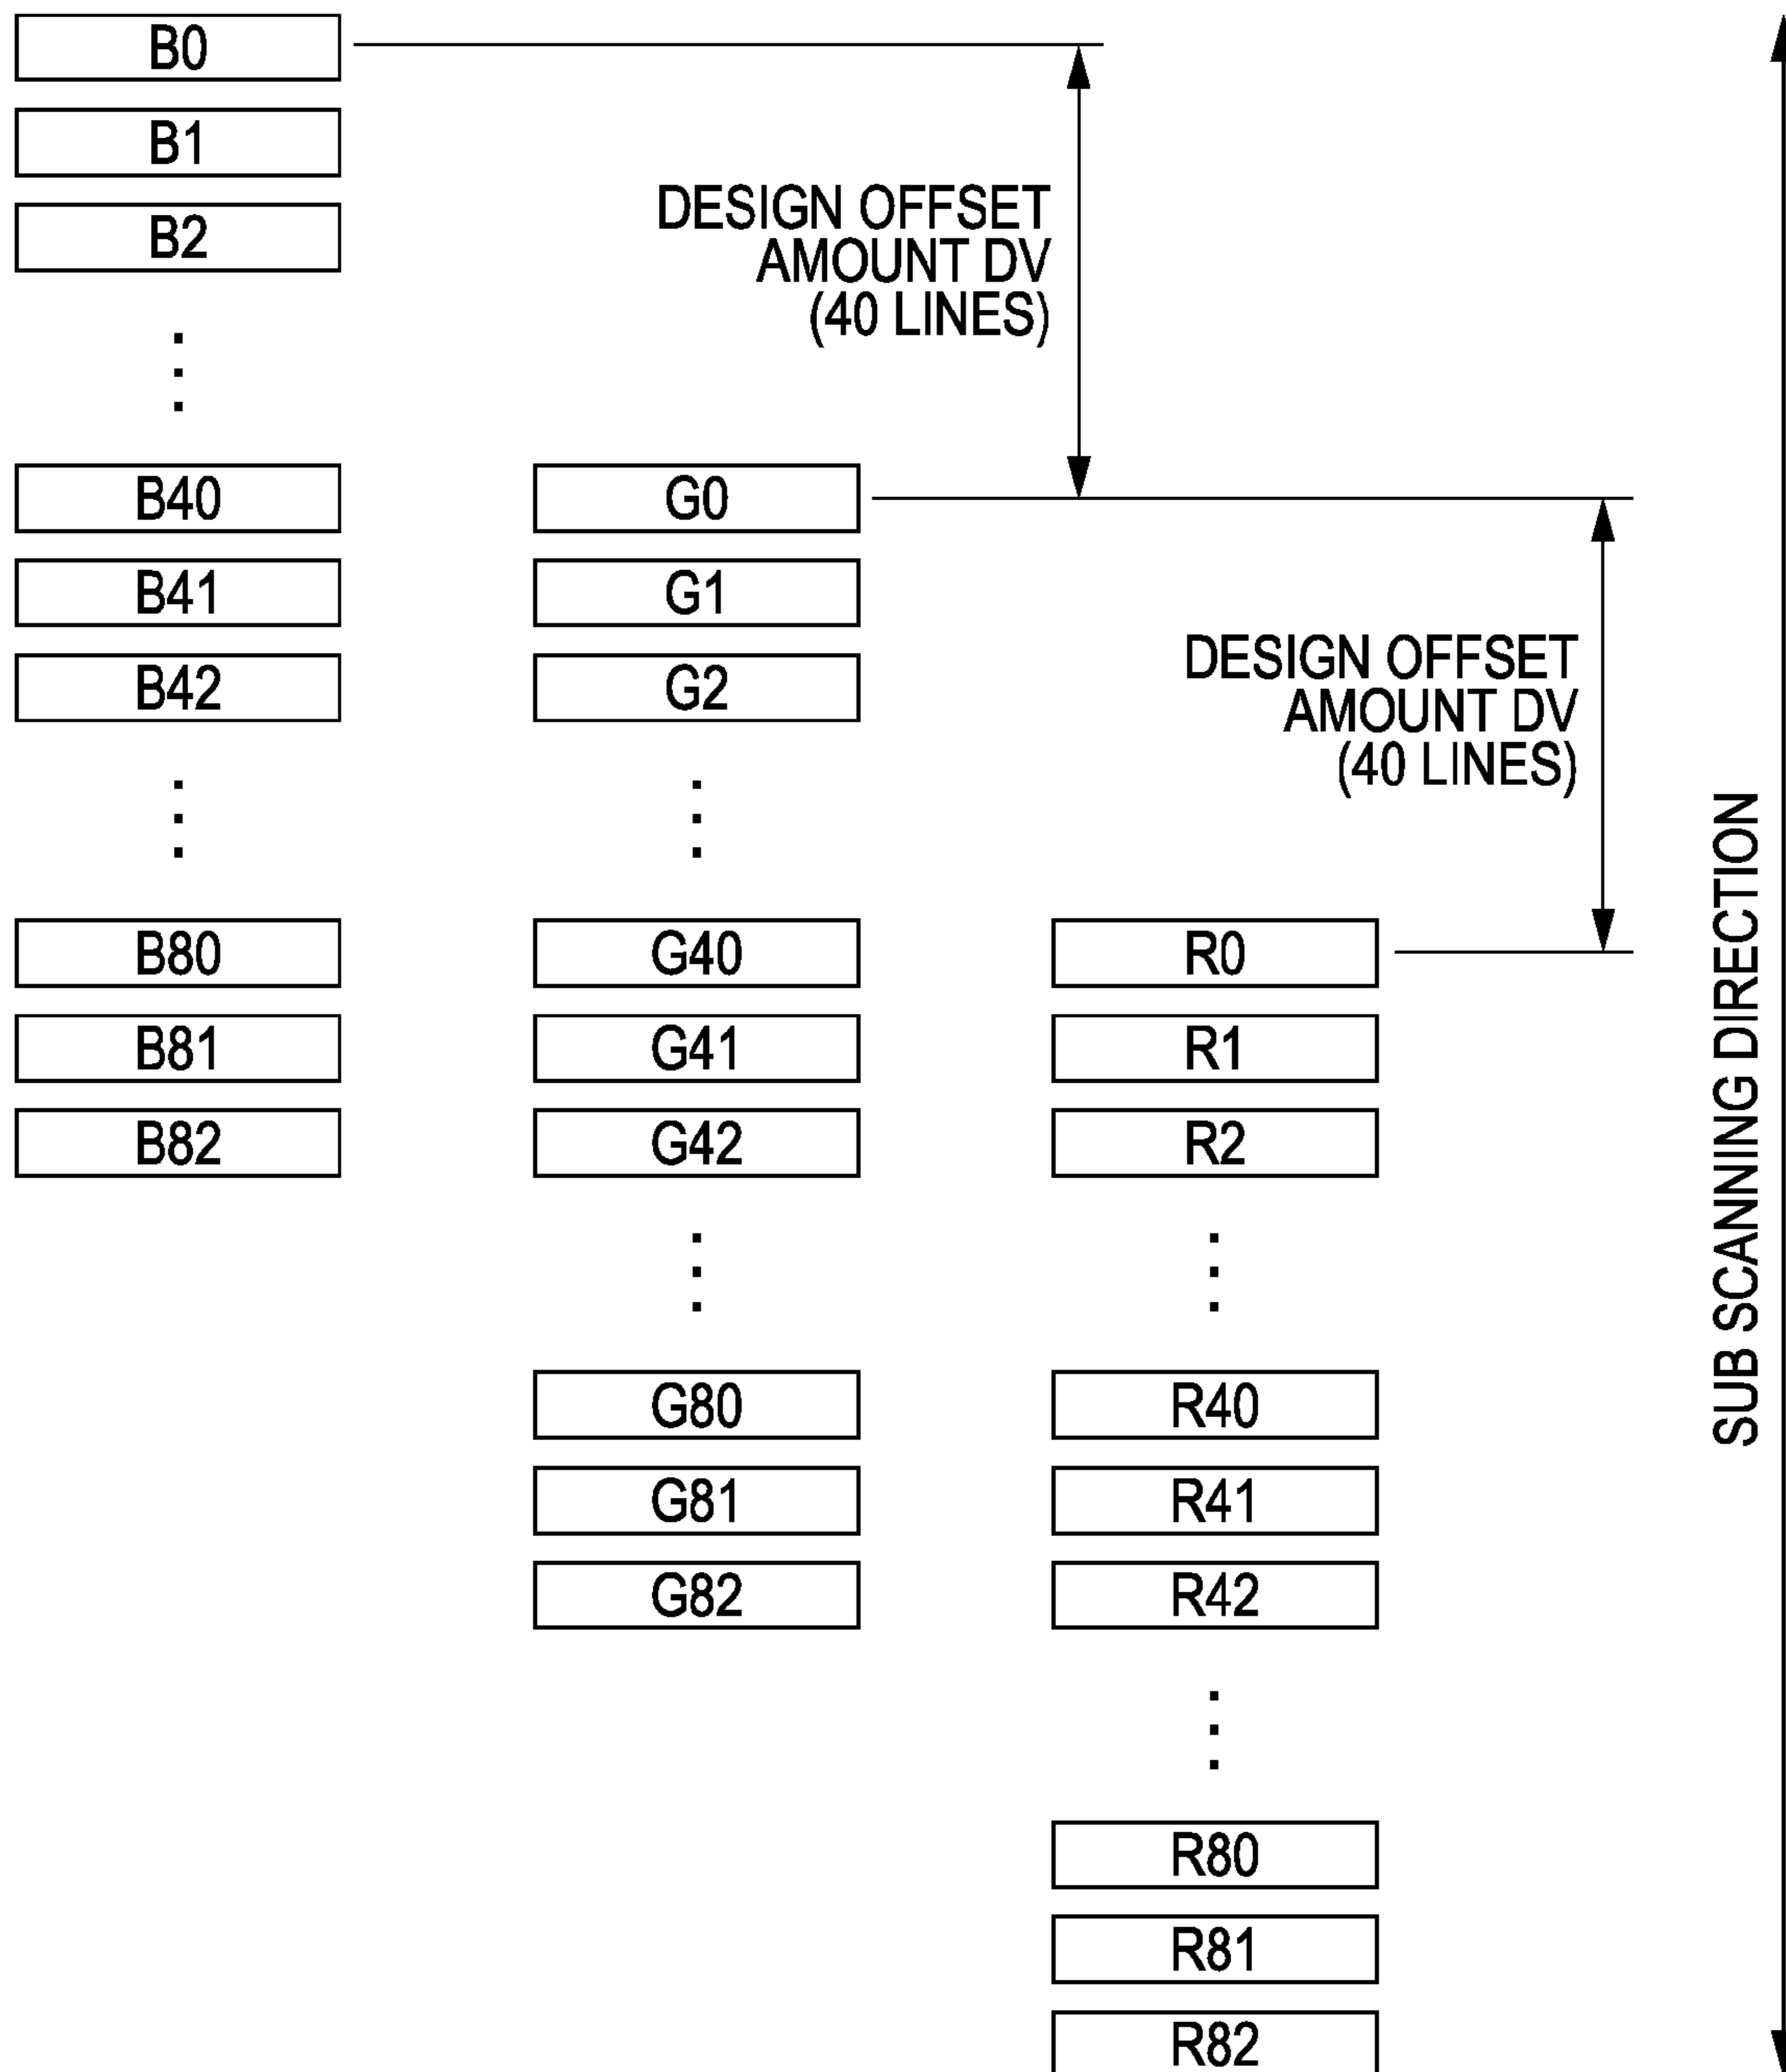 B0
B1
B2
DESIGN OFFSET
AMOUNT DV
(40 LINES)
B40
G0
B41
G1
B42
G2
DESIGN OFFSET
AMOUNT DV
(40 LINES)
B80
G40
R0
B81
G41
R1
B82
G42
R2
SUB SCANNING DIRECTION
G80
R40
G81
R41
G82
R42
R80
R81
R82